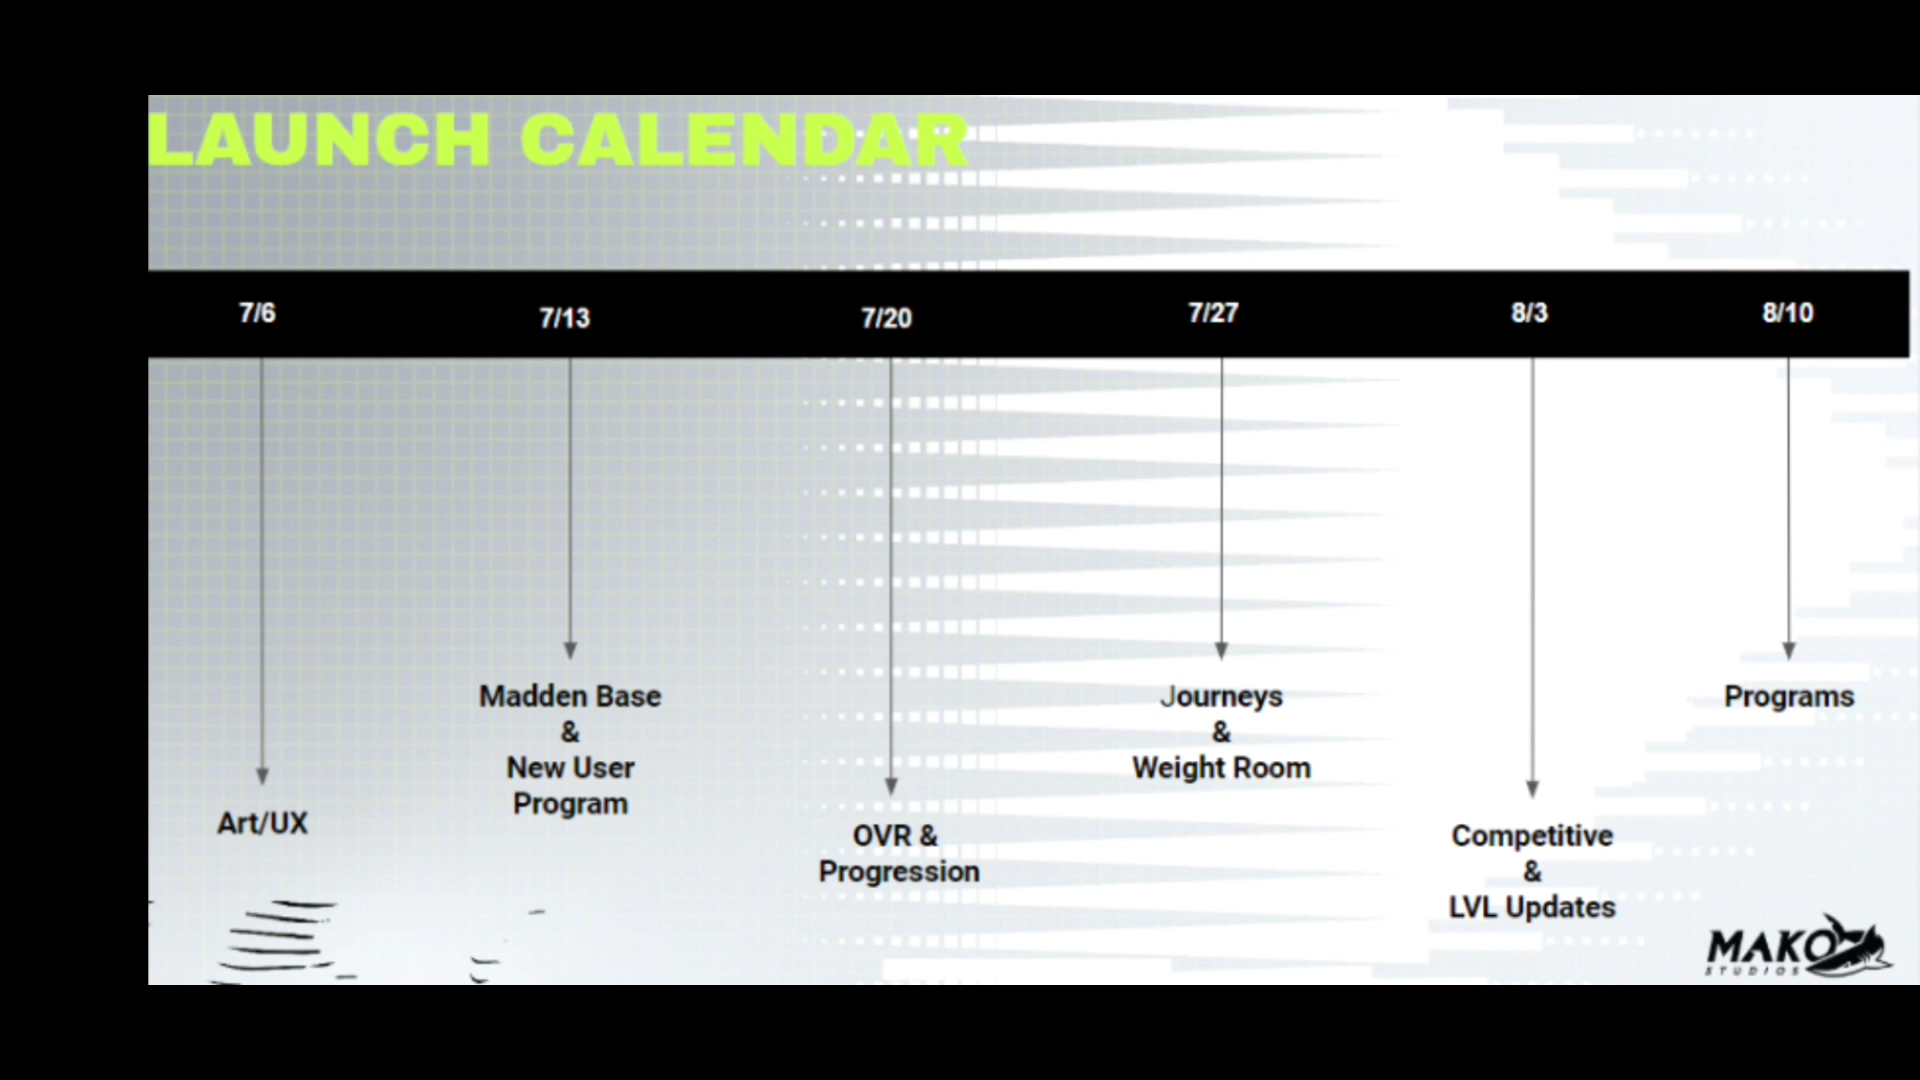 LAUNCH CALENDAR
7/6
7/13
7/20
7/27
8/3
8/10
Art/UX
Madden Base
&
New User
Program
OVR &
Progression
Journeys
&
Weight Room
Competitive
&
LVL Updates
Programs
MAKO
STUDIOS